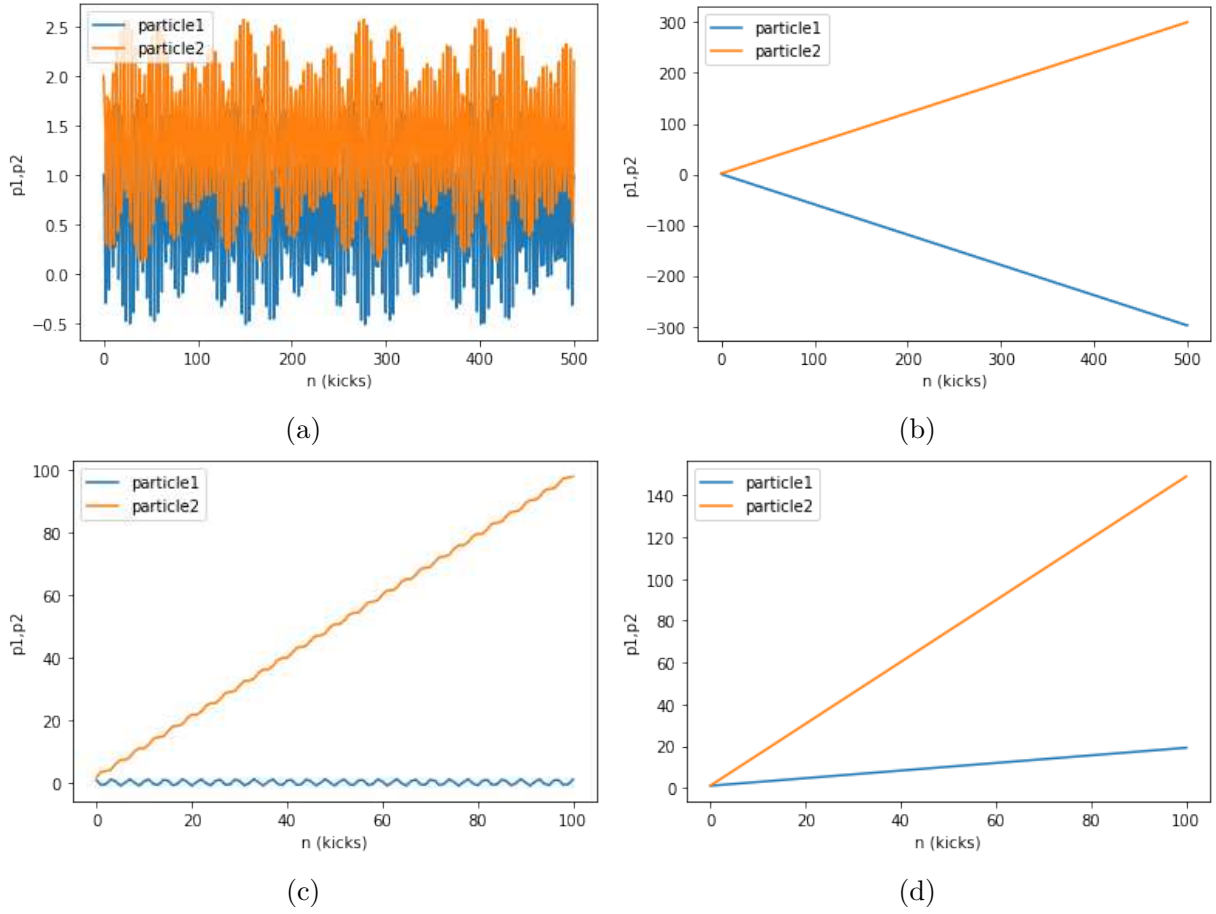 particle1
particle2
2.5
2.0
1.5
1.0
0.5
0.0
−0.5
p1,p2
0 100 200 300 400 500
n (kicks)
(a)
particle1
particle2
300
200
100
0
−100
−200
−300
p1,p2
0 100 200 300 400 500
n (kicks)
(b)
particle1
particle2
100
80
60
40
20
0
p1,p2
0 20 40 60 80 100
n (kicks)
(c)
particle1
particle2
140
120
100
80
60
40
20
0
p1,p2
0 20 40 60 80 100
n (kicks)
(d)